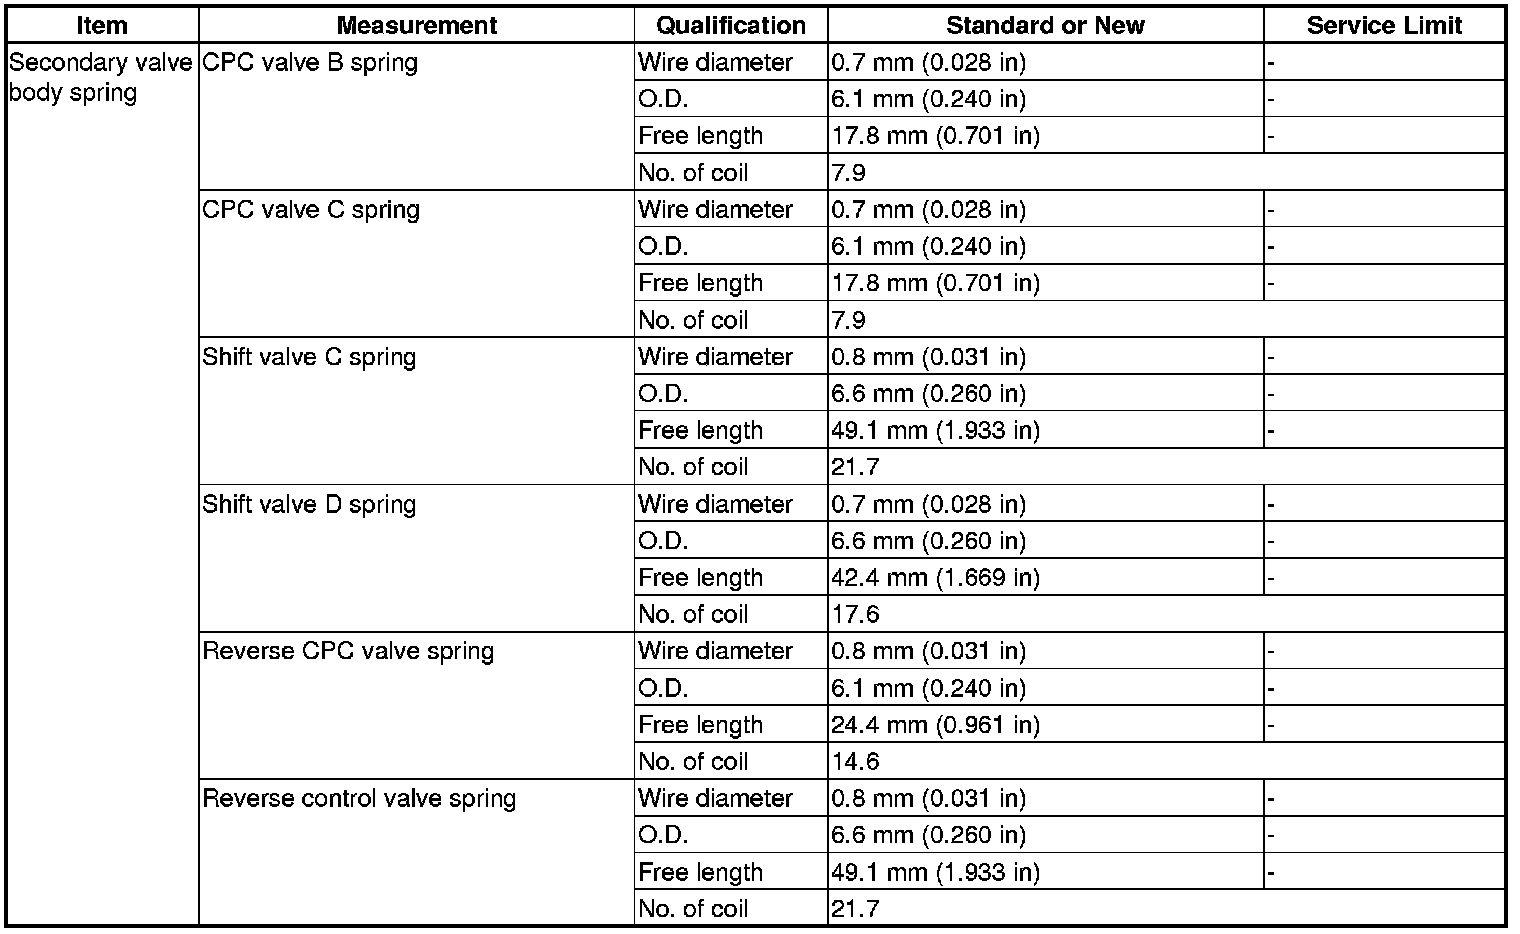 Item Measurement Qualification Standard or New Service Limit
Secondary valve CPC valve B spring Wire diameter 0.7 mm (0.028 in) -
body spring O.D. 6.1 mm (0.240 in) -
Free length 17.8 mm (0.701 in) -
No. of coil 7.9
CPC valve C spring Wire diameter 0.7 mm (0.028 in) -
O.D. 6.1 mm (0.240 in) -
Free length 17.8 mm (0.701 in) -
No. of coil 7.9
Shift valve C spring Wire diameter 0.8 mm (0.031 in) -
O.D. 6.6 mm (0.260 in) -
Free length 49.1 mm (1.933 in) -
No. of coil 21.7
Shift valve D spring Wire diameter 0.7 mm (0.028 in) -
O.D. 6.6 mm (0.260 in) -
Free length 42.4 mm (1.669 in) -
No. of coil 17.6
Reverse CPC valve spring Wire diameter 0.8 mm (0.031 in) -
O.D. 6.1 mm (0.240 in) -
Free length 24.4 mm (0.961 in) -
No. of coil 14.6
Reverse control valve spring Wire diameter 0.8 mm (0.031 in) -
O.D. 6.6 mm (0.260 in) -
Free length 49.1 mm (1.933 in) -
No. of coil 21.7